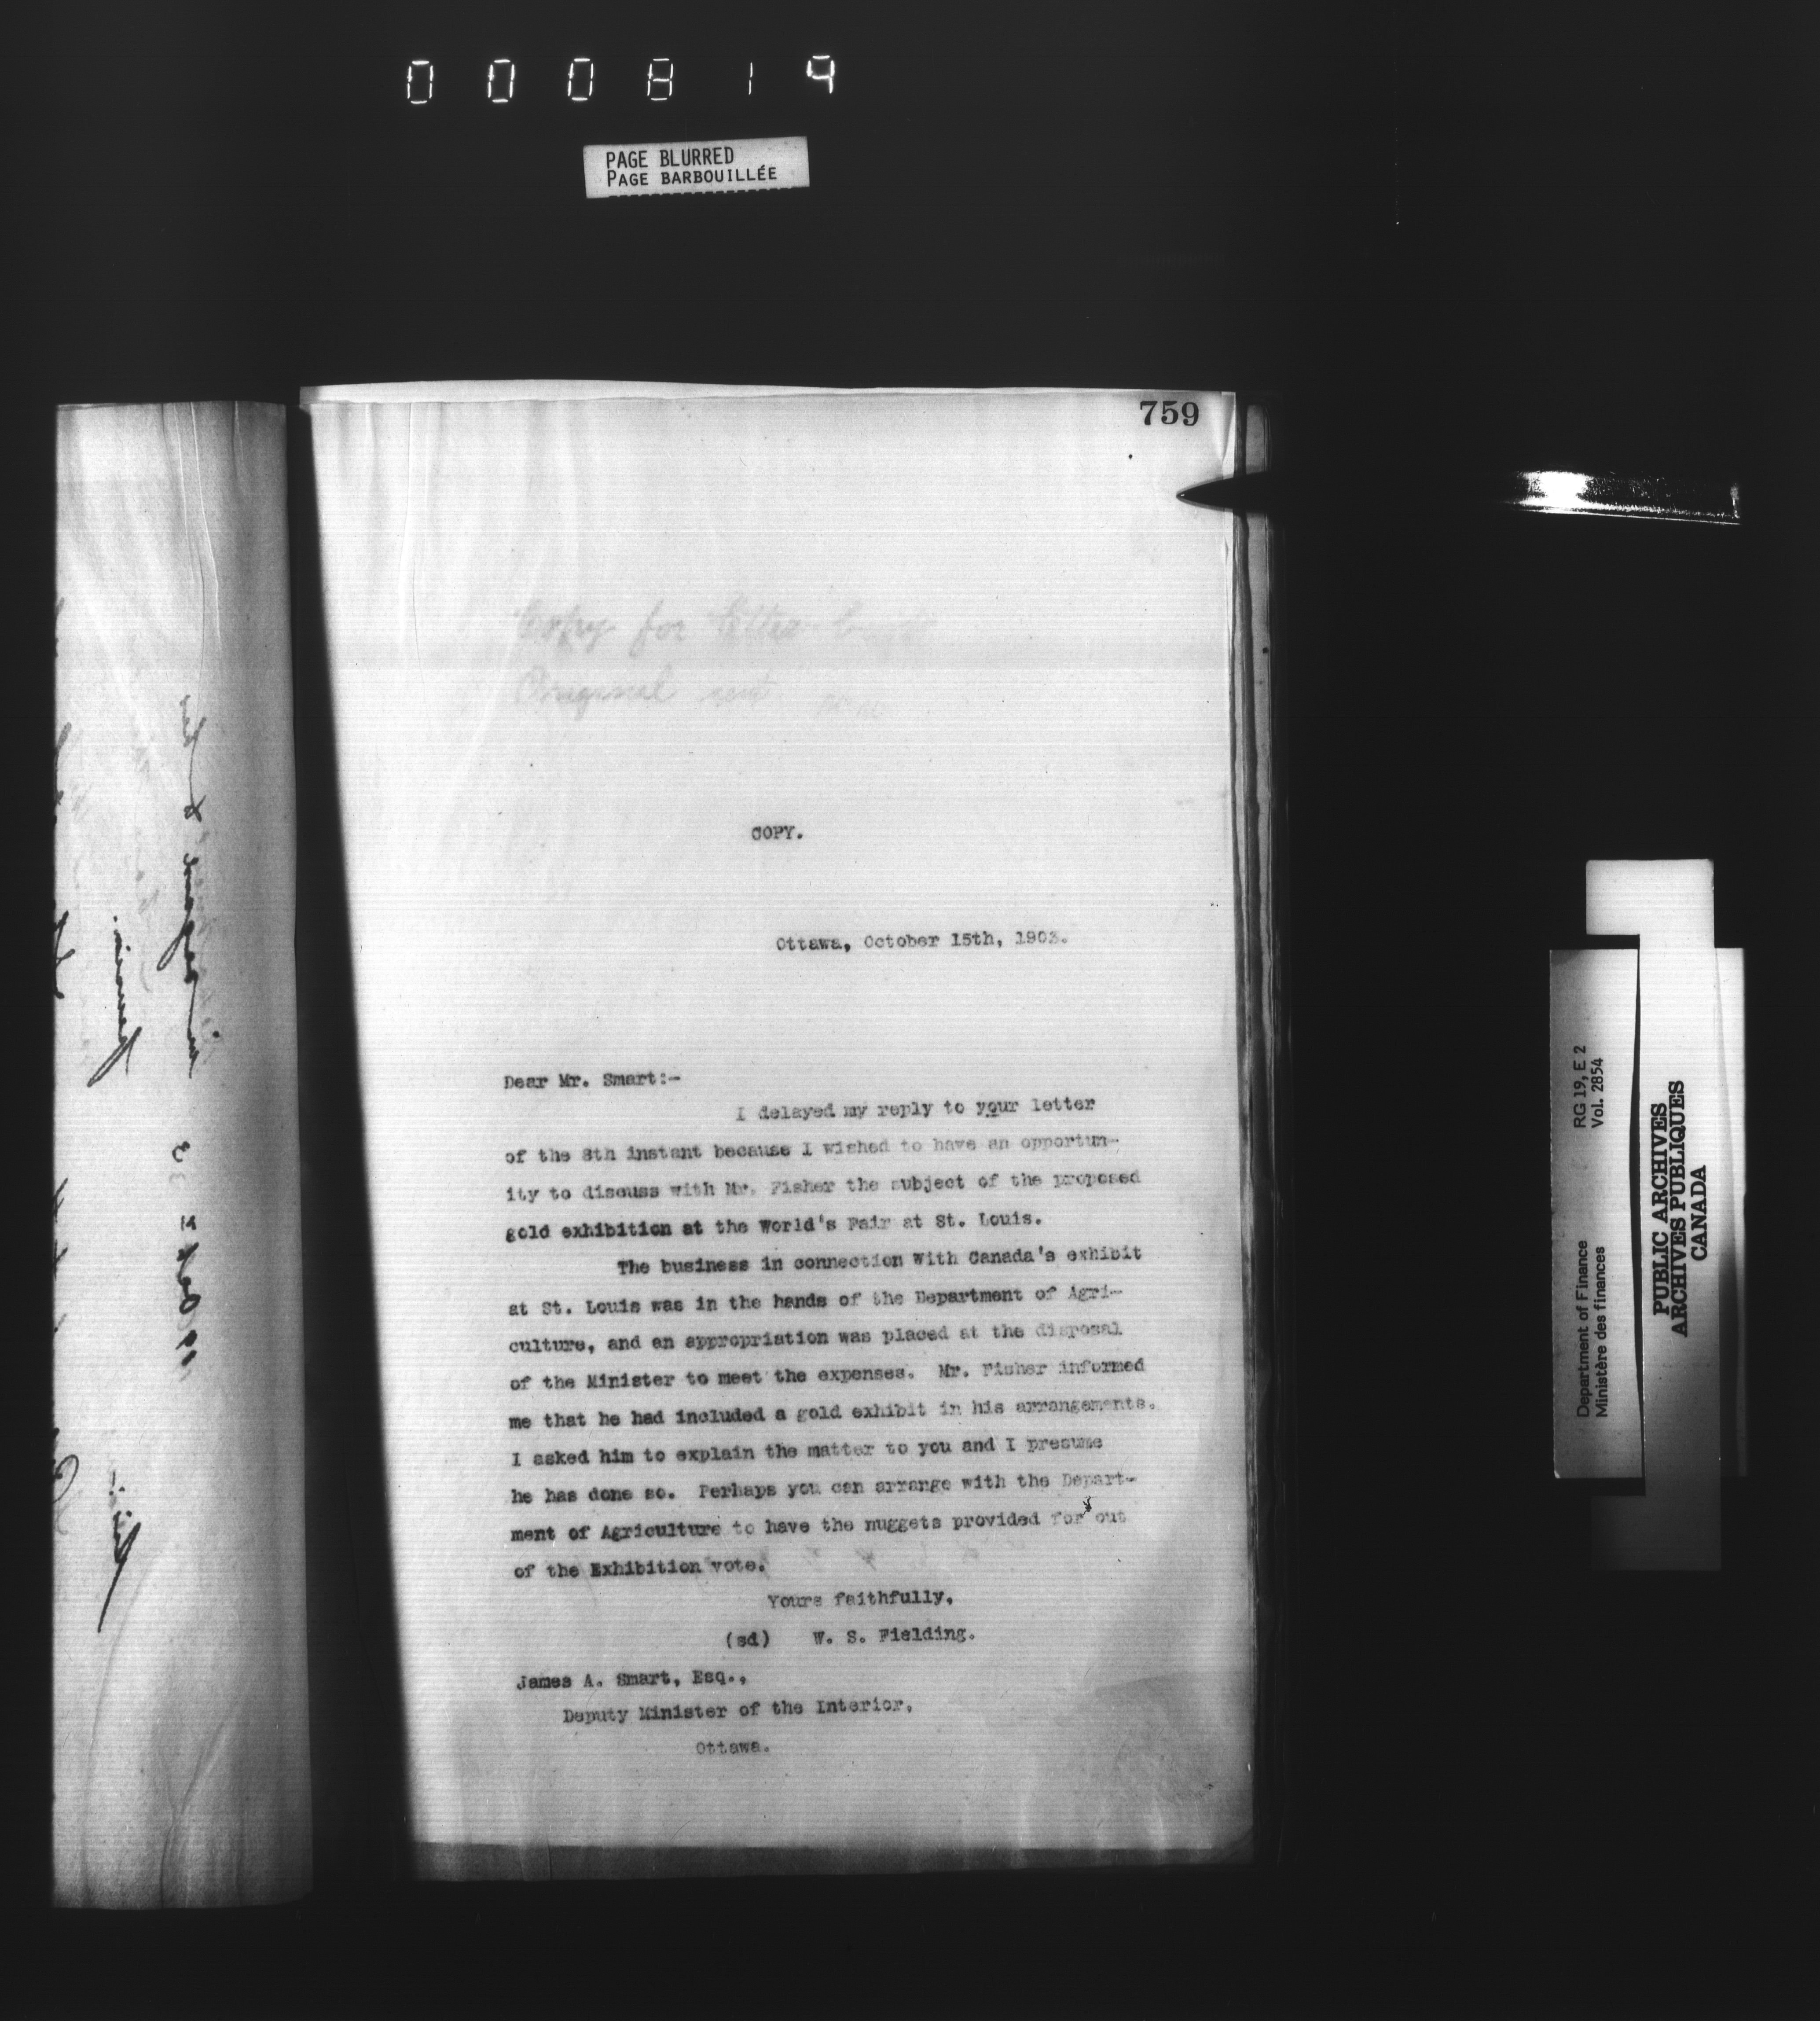 000819
PAGE BLURRED
PAGE BARBOUILLÉE
759
Copy for letter
Original sent
COPY.
Ottawa, October 15th, 1903.
Dear Mr. Smart:-
I delayed my reply to your letter
of the 8th instant because I wished to have an opportun-
ity to discuss with Mr. Fisher the subject of the proposed
gold exhibition at the World's Fair at St. Louis.
The business in connection with Canada's exhibit
at St. Louis was in the hands of the Department of Agri-
culture, and an appropriation was placed at the disposal
of the Minister to meet the expenses. Mr. Fisher informed
me that he had included a gold exhibit in his arrangements.
I asked him to explain the matter to you and I presume
he has done so. Perhaps you can arrange with the Depart-
ment of Agriculture to have the nuggets provided for out
of the Exhibition vote.
Yours faithfully,
(sd) W. S. Fielding.
James A. Smart, Esq.,
Deputy Minister of the Interior,
Ottawa.
Department of Finance RG 19, E 2
Ministère des finances Vol. 2854
PUBLIC ARCHIVES
ARCHIVES PUBLIQUES
CANADA